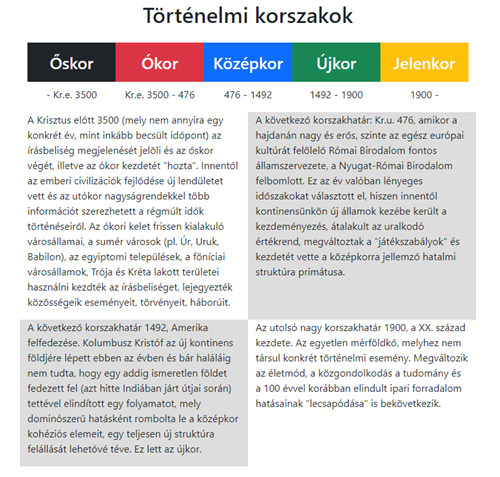 Történelmi korszakok
Őskor Ókor Középkor Újkor Jelenkor
- Kr.e. 3500 Kr.e. 3500 - 476 476 - 1492 1492 - 1900 1900 -
A Krisztus előtt 3500 (mely nem annyira egy
konkrét év, mint inkább becsült időpont) az
írásbeliség megjelenését jelöli és az őskor
végét, illetve az ókor kezdetét "hozta". Innentől
az emberi civilizációk fejlődése új lendületet
vett és az utókor nagyságrendekkel több
információt szerezhetett a régmúlt idők
történéseiről. Az ókori kelet frissen kialakuló
városállamai, a sumér városok (pl. Úr, Uruk,
Babilon), az egyiptomi települések, a föníciai
városállamok, Trója és Kréta lakott területei
használni kezdték az írásbeliséget, lejegyezték
közösségeik eseményeit, törvényeit, háborúit.
A következő korszakhatár: Kr.u. 476, amikor a
hajdanán nagy és erős, szinte az egész európai
kultúrát felölelő Római Birodalom fontos
államszervezete, a Nyugat-Római Birodalom
felbomlott. Ez az év valóban lényeges
időszakokat választott el, hiszen innentől
kontinensünkön új államok kezébe került a
kezdeményezés, átalakult az uralkodó
értékrend, megváltoztak a "játékszabályok" és
kezdetét vette a középkorra jellemző hatalmi
struktúra primátusa.
A következő korszakhatár 1492, Amerika
felfedezése. Kolumbusz Kristóf az új kontinens
földjére lépett ebben az évben és bár haláláig
nem tudta, hogy egy addig ismeretlen földet
fedezett fel (azt hitte Indiában járt útjai során)
tettével elindított egy folyamatot, mely
dominószerű hatásként rombolta le a középkor
kohéziós elemeit, egy teljesen új struktúra
felállását lehetővé téve. Ez lett az újkor.
Az utolsó nagy korszakhatár 1900, a XX. század
kezdete. Az egyetlen mérföldkő, melyhez nem
társul konkrét történelmi esemény. Megváltozik
az életmód, a közgondolkodás a tudomány és
a 100 évvel korábban elindult ipari forradalom
hatásainak "lecsapódása" is bekövetkezik.